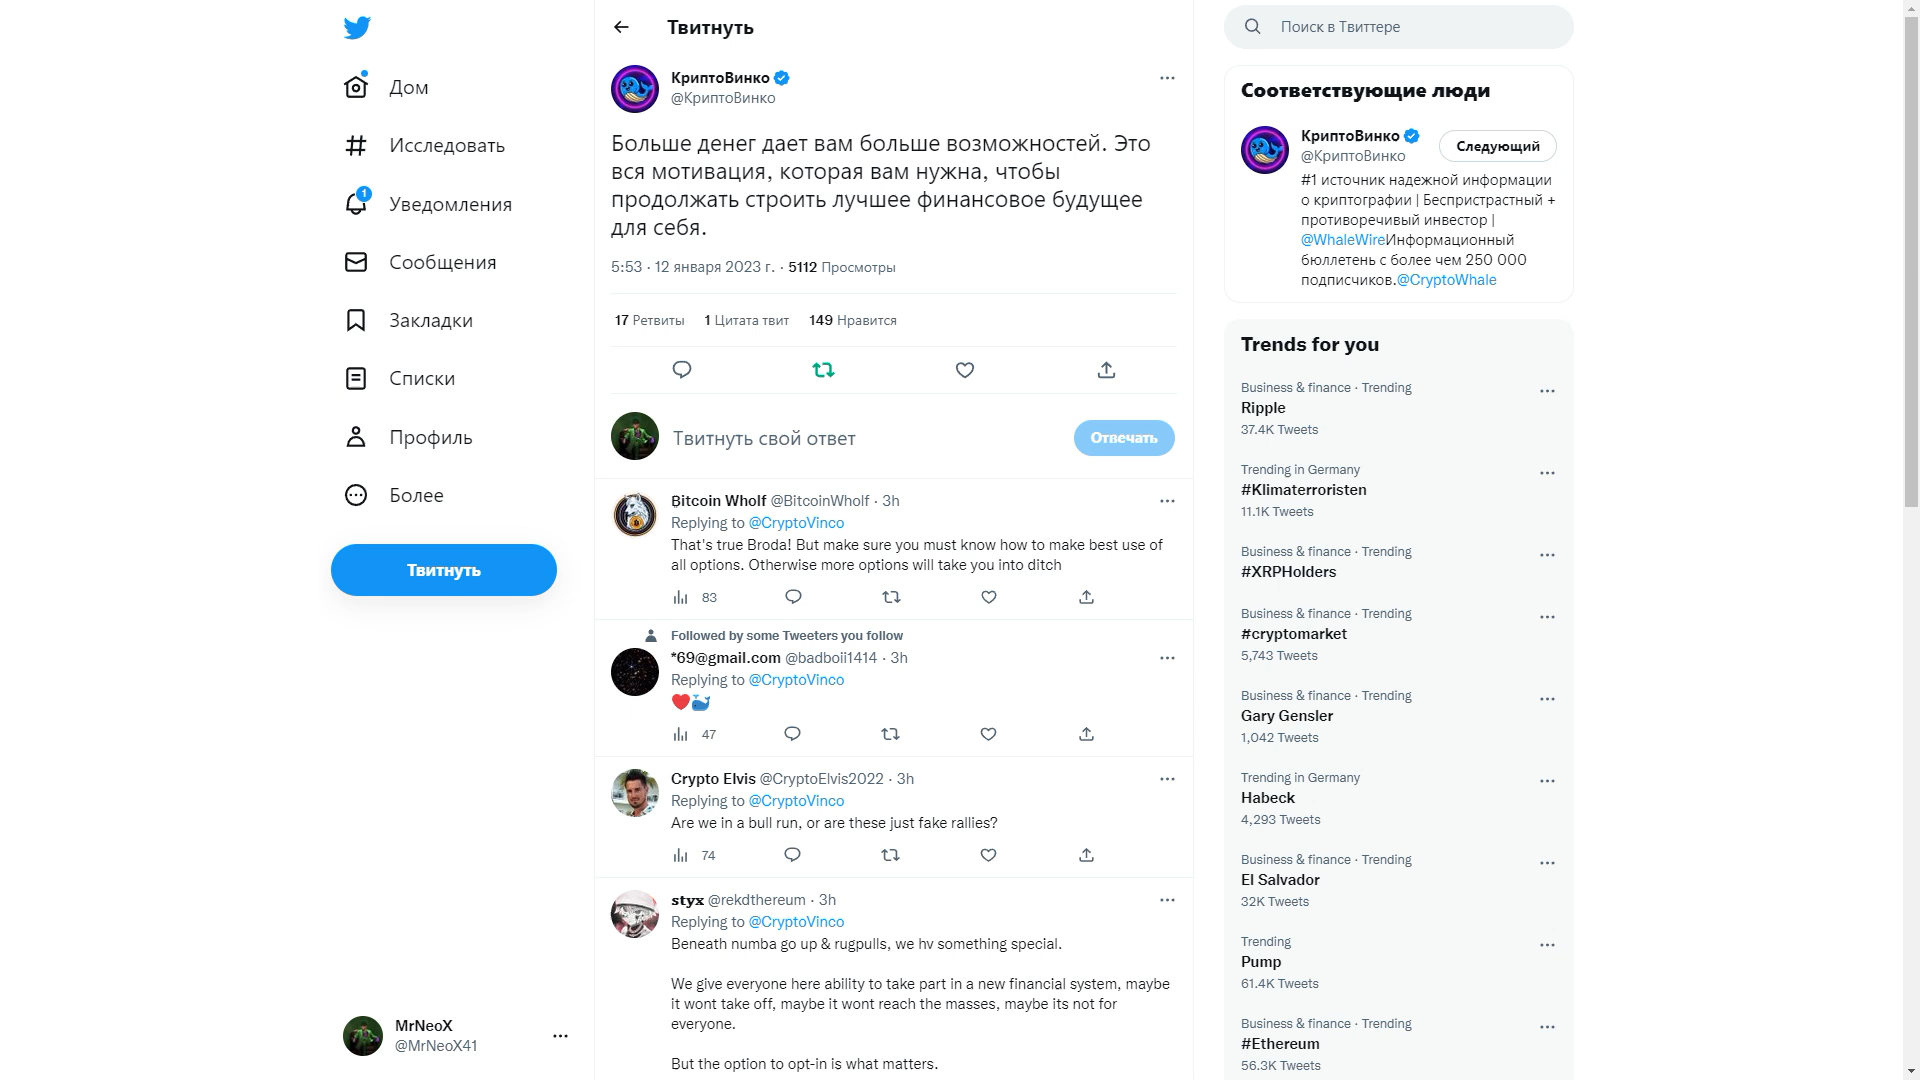 Дом
Исследовать
1
Уведомления
Сообщения
Закладки
Списки
Профиль
Более
Твитнуть
MrNeoX
@MrNeoX41
Твитнуть
КриптоВинко
@КриптоВинко
Больше денег дает вам больше возможностей. Это
вся мотивация, которая вам нужна, чтобы
продолжать строить лучшее финансовое будущее
для себя.
5:53 · 12 января 2023 г. · 5112 Просмотры
17 Ретвиты 1 Цитата твит 149 Нравится
Твитнуть свой ответ
Отвечать
Bitcoin Wholf @BitcoinWholf · 3h
Replying to @CryptoVinco
That's true Broda! But make sure you must know how to make best use of
all options. Otherwise more options will take you into ditch
83
Followed by some Tweeters you follow
*69@gmail.com @badboii1414 · 3h
Replying to @CryptoVinco
❤️🐳
47
Crypto Elvis @CryptoElvis2022 · 3h
Replying to @CryptoVinco
Are we in a bull run, or are these just fake rallies?
74
styx @rekdthereum · 3h
Replying to @CryptoVinco
Beneath numba go up & rugpulls, we hv something special.
We give everyone here ability to take part in a new financial system, maybe
it wont take off, maybe it wont reach the masses, maybe its not for
everyone.
But the option to opt-in is what matters.
Поиск в Твиттере
Соответствующие люди
КриптоВинко
@КриптоВинко
Следующий
#1 источник надежной информации
о криптографии | Беспристрастный +
противоречивый инвестор |
@WhaleWireИнформационный
бюллетень с более чем 250 000
подписчиков.@CryptoWhale
Trends for you
Business & finance · Trending
Ripple
37.4K Tweets
Trending in Germany
#Klimaterroristen
11.1K Tweets
Business & finance · Trending
#XRPHolders
Business & finance · Trending
#cryptomarket
5,743 Tweets
Business & finance · Trending
Gary Gensler
1,042 Tweets
Trending in Germany
Habeck
4,293 Tweets
Business & finance · Trending
El Salvador
32K Tweets
Trending
Pump
61.4K Tweets
Business & finance · Trending
#Ethereum
56.3K Tweets